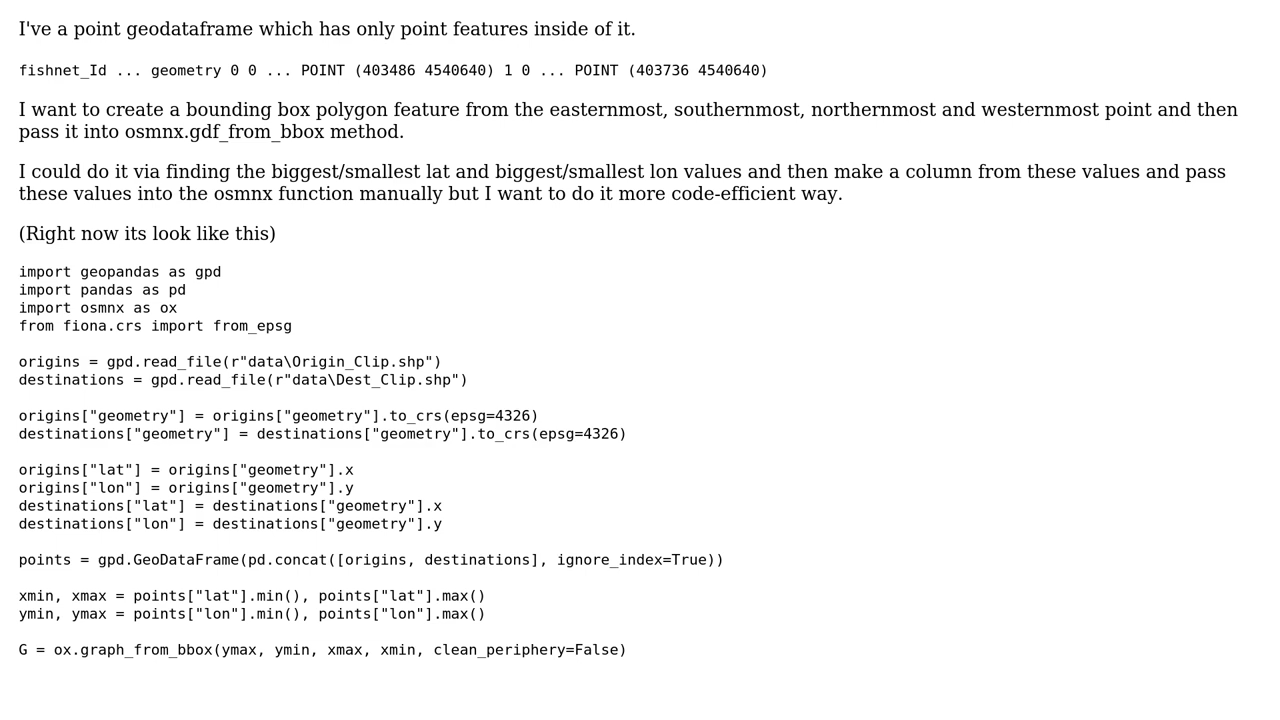 I've a point geodataframe which has only point features inside of it.
fishnet_Id ... geometry 0 0 ... POINT (403486 4540640) 1 0 ... POINT (403736 4540640)
I want to create a bounding box polygon feature from the easternmost, southernmost, northernmost and westernmost point and then
pass it into osmnx.gdf_from_bbox method.
I could do it via finding the biggest/smallest lat and biggest/smallest lon values and then make a column from these values and pass
these values into the osmnx function manually but I want to do it more code-efficient way.
(Right now its look like this)
import geopandas as gpd
import pandas as pd
import osmnx as ox
from fiona.crs import from_epsg
origins = gpd.read_file(r"data\Origin_Clip.shp")
destinations = gpd.read_file(r"data\Dest_Clip.shp")
origins["geometry"] = origins["geometry"].to_crs(epsg=4326)
destinations["geometry"] = destinations["geometry"].to_crs(epsg=4326)
origins["lat"] = origins["geometry"].x
origins["lon"] = origins["geometry"].y
destinations["lat"] = destinations["geometry"].x
destinations["lon"] = destinations["geometry"].y
points = gpd.GeoDataFrame(pd.concat([origins, destinations], ignore_index=True))
xmin, xmax = points["lat"].min(), points["lat"].max()
ymin, ymax = points["lon"].min(), points["lon"].max()
G = ox.graph_from_bbox(ymax, ymin, xmax, xmin, clean_periphery=False)